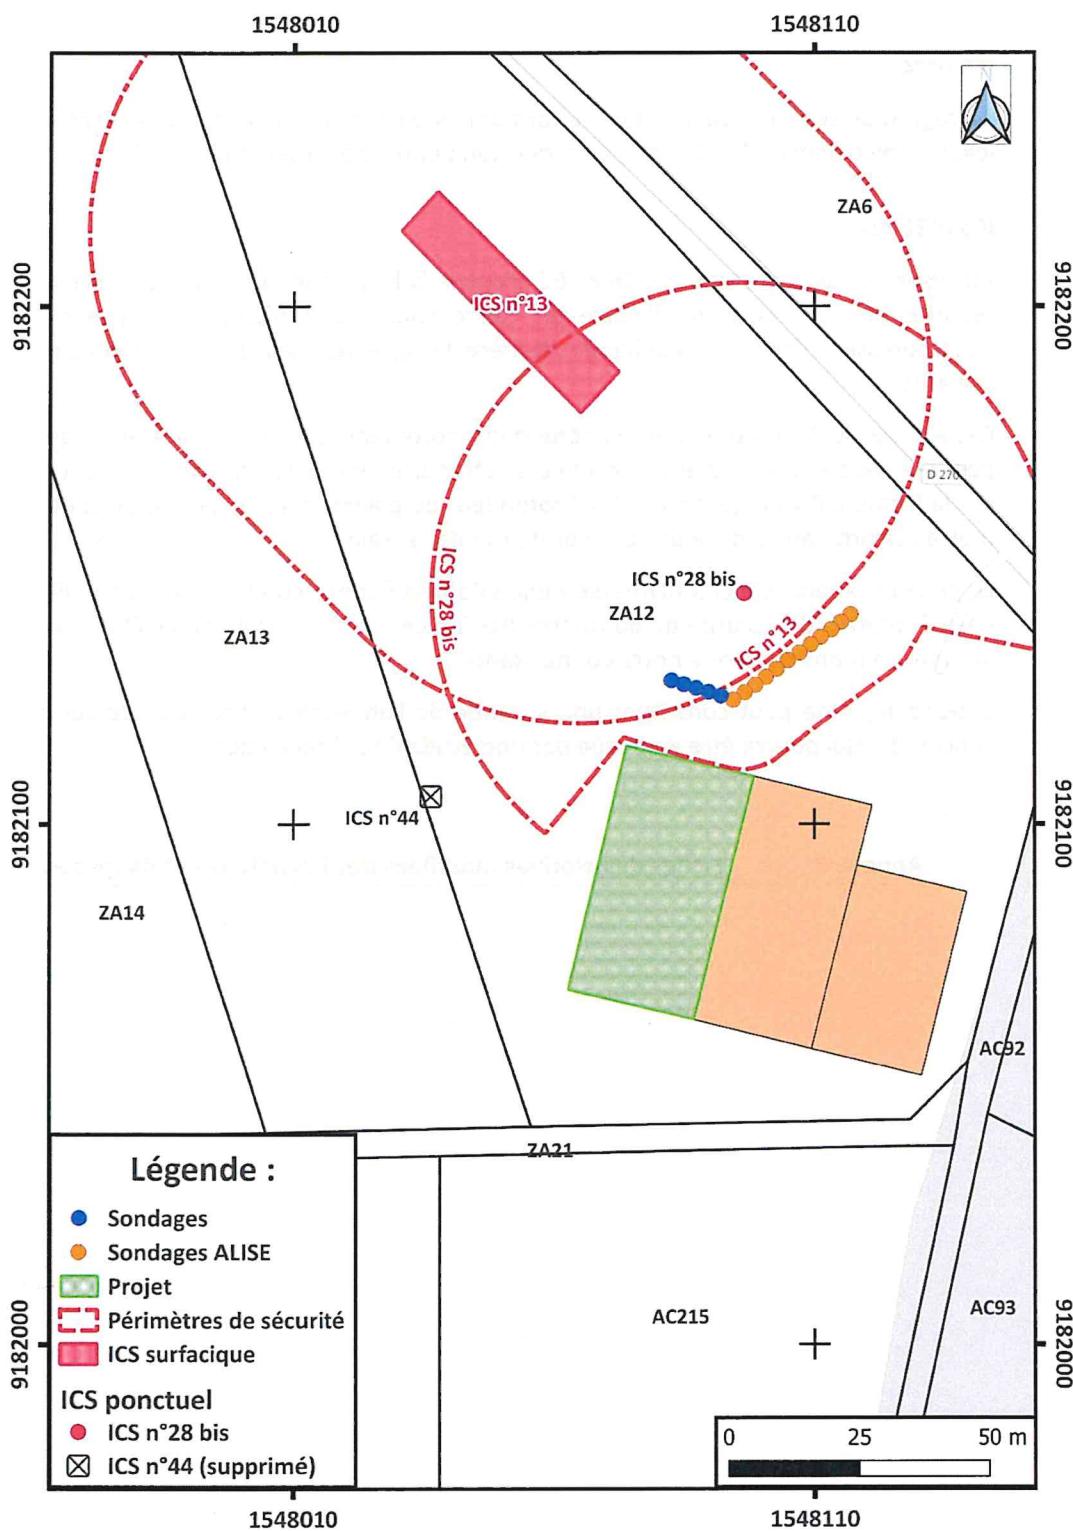 1548010
1548110
N
ZA6
9182200
9182200
ICS n°13
D 270
ICS n°28 bis
ICS n°28 bis
ZA12
ZA13
ICS n°13
ICS n°44
9182100
9182100
ZA14
AC92
ZA21
Légende :
Sondages
Sondages ALISE
Projet
Périmètres de sécurité
ICS surfacique
ICS ponctuel
ICS n°28 bis
ICS n°44 (supprimé)
AC215
AC93
9182000
9182000
0 25 50 m
1548010
1548110